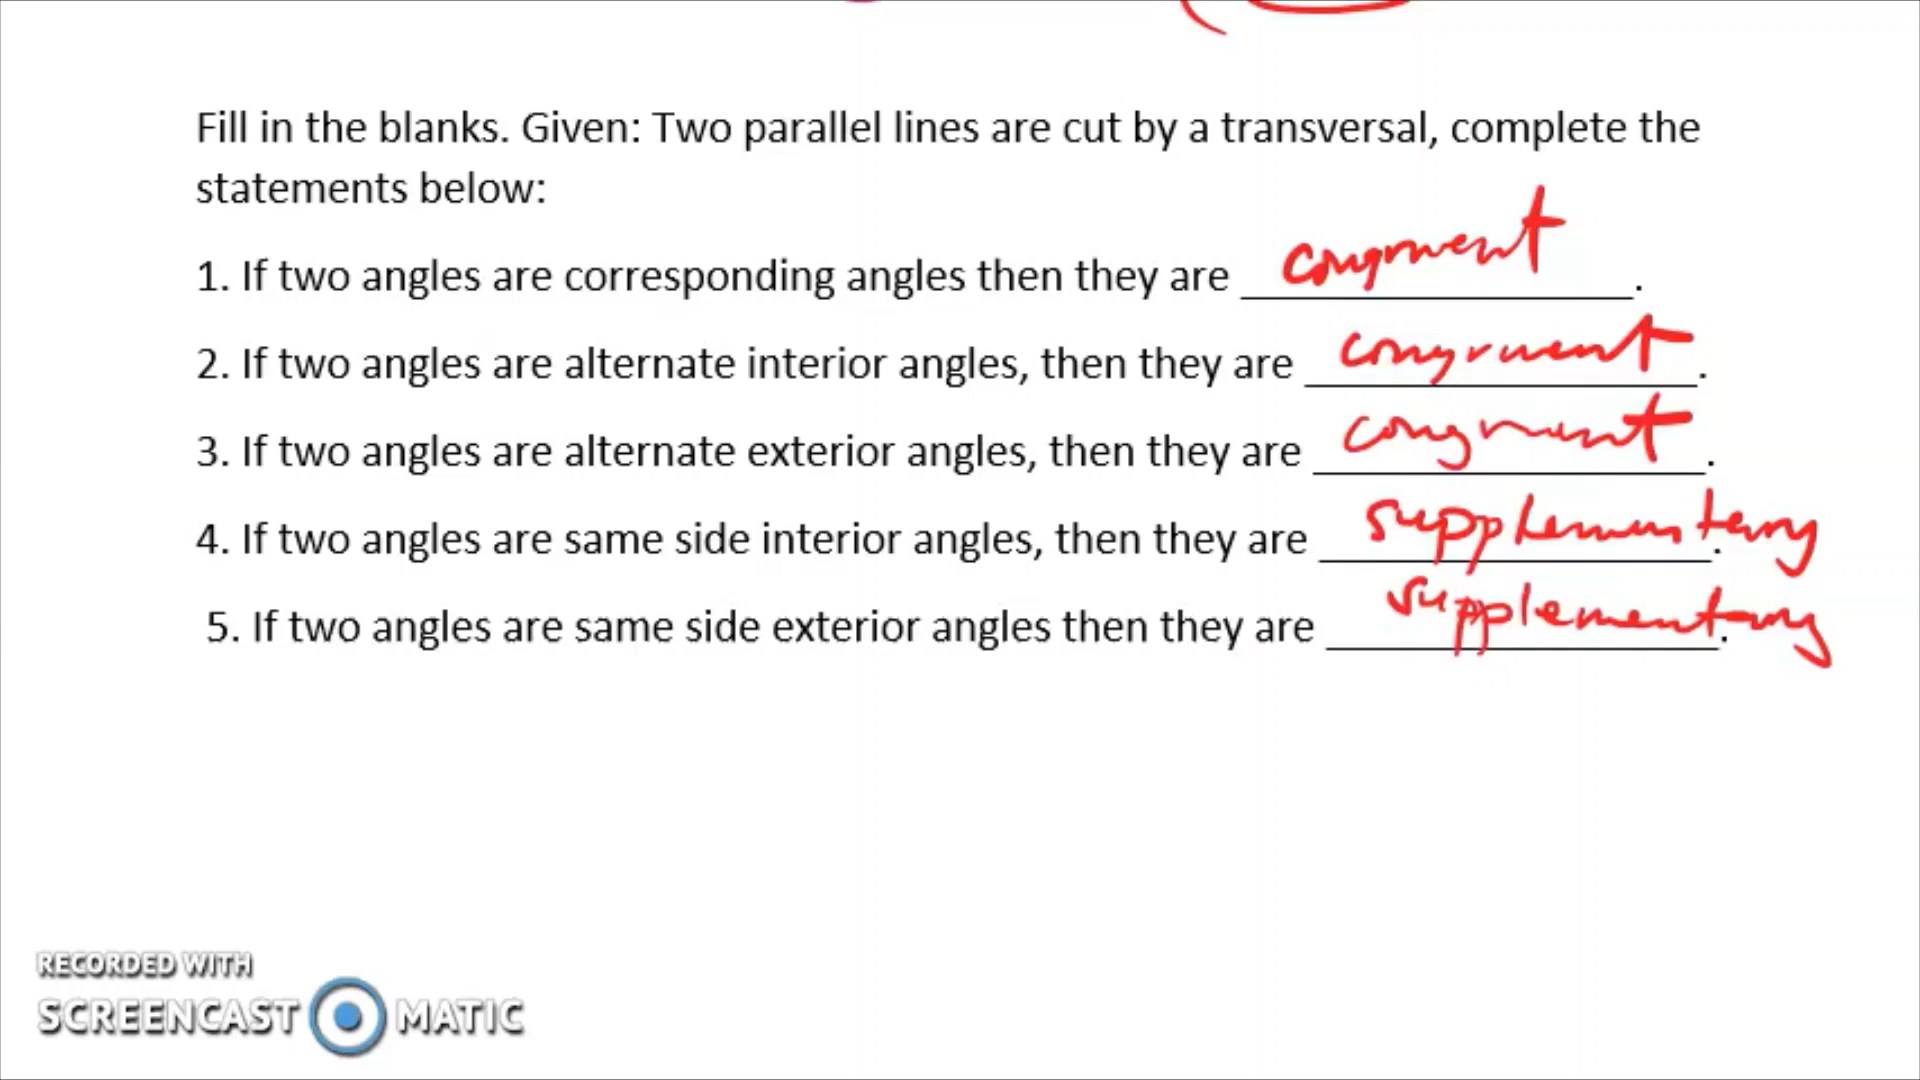 Fill in the blanks. Given: Two parallel lines are cut by a transversal, complete the
statements below:
1. If two angles are corresponding angles then they are congruent.
2. If two angles are alternate interior angles, then they are congruent.
3. If two angles are alternate exterior angles, then they are congruent.
4. If two angles are same side interior angles, then they are supplementary.
5. If two angles are same side exterior angles then they are supplementary.
RECORDED WITH
SCREENCAST MATIC